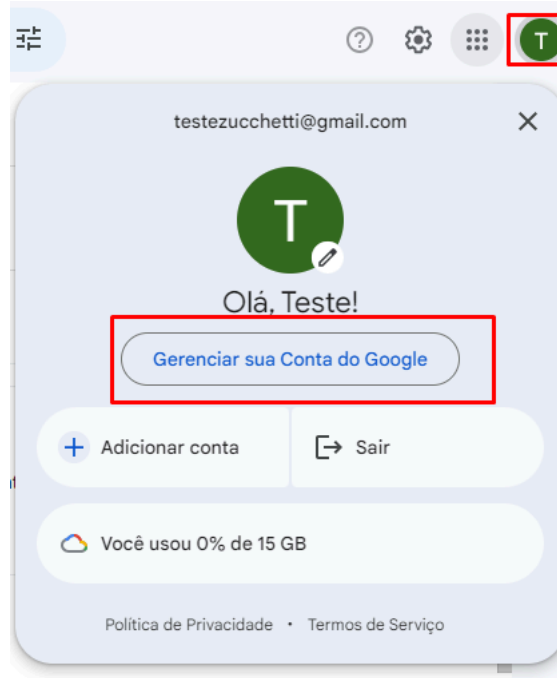 T
testezucchetti@gmail.com
T
Olá, Teste!
Gerenciar sua Conta do Google
Adicionar conta
Sair
Você usou 0% de 15 GB
Política de Privacidade • Termos de Serviço